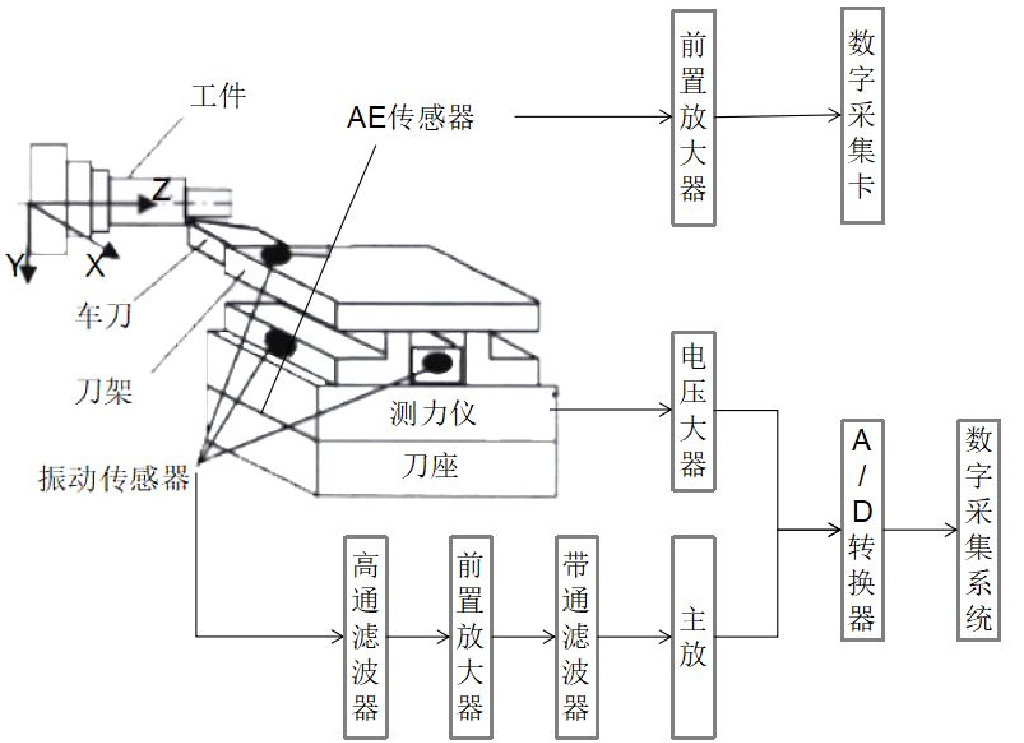 工件
AE传感器
前置放大器
数字采集卡
Z
Y
X
车刀
刀架
测力仪
刀座
振动传感器
电压大器
A/D转换器
数字采集系统
高通滤波器
前置放大器
带通滤波器
主放